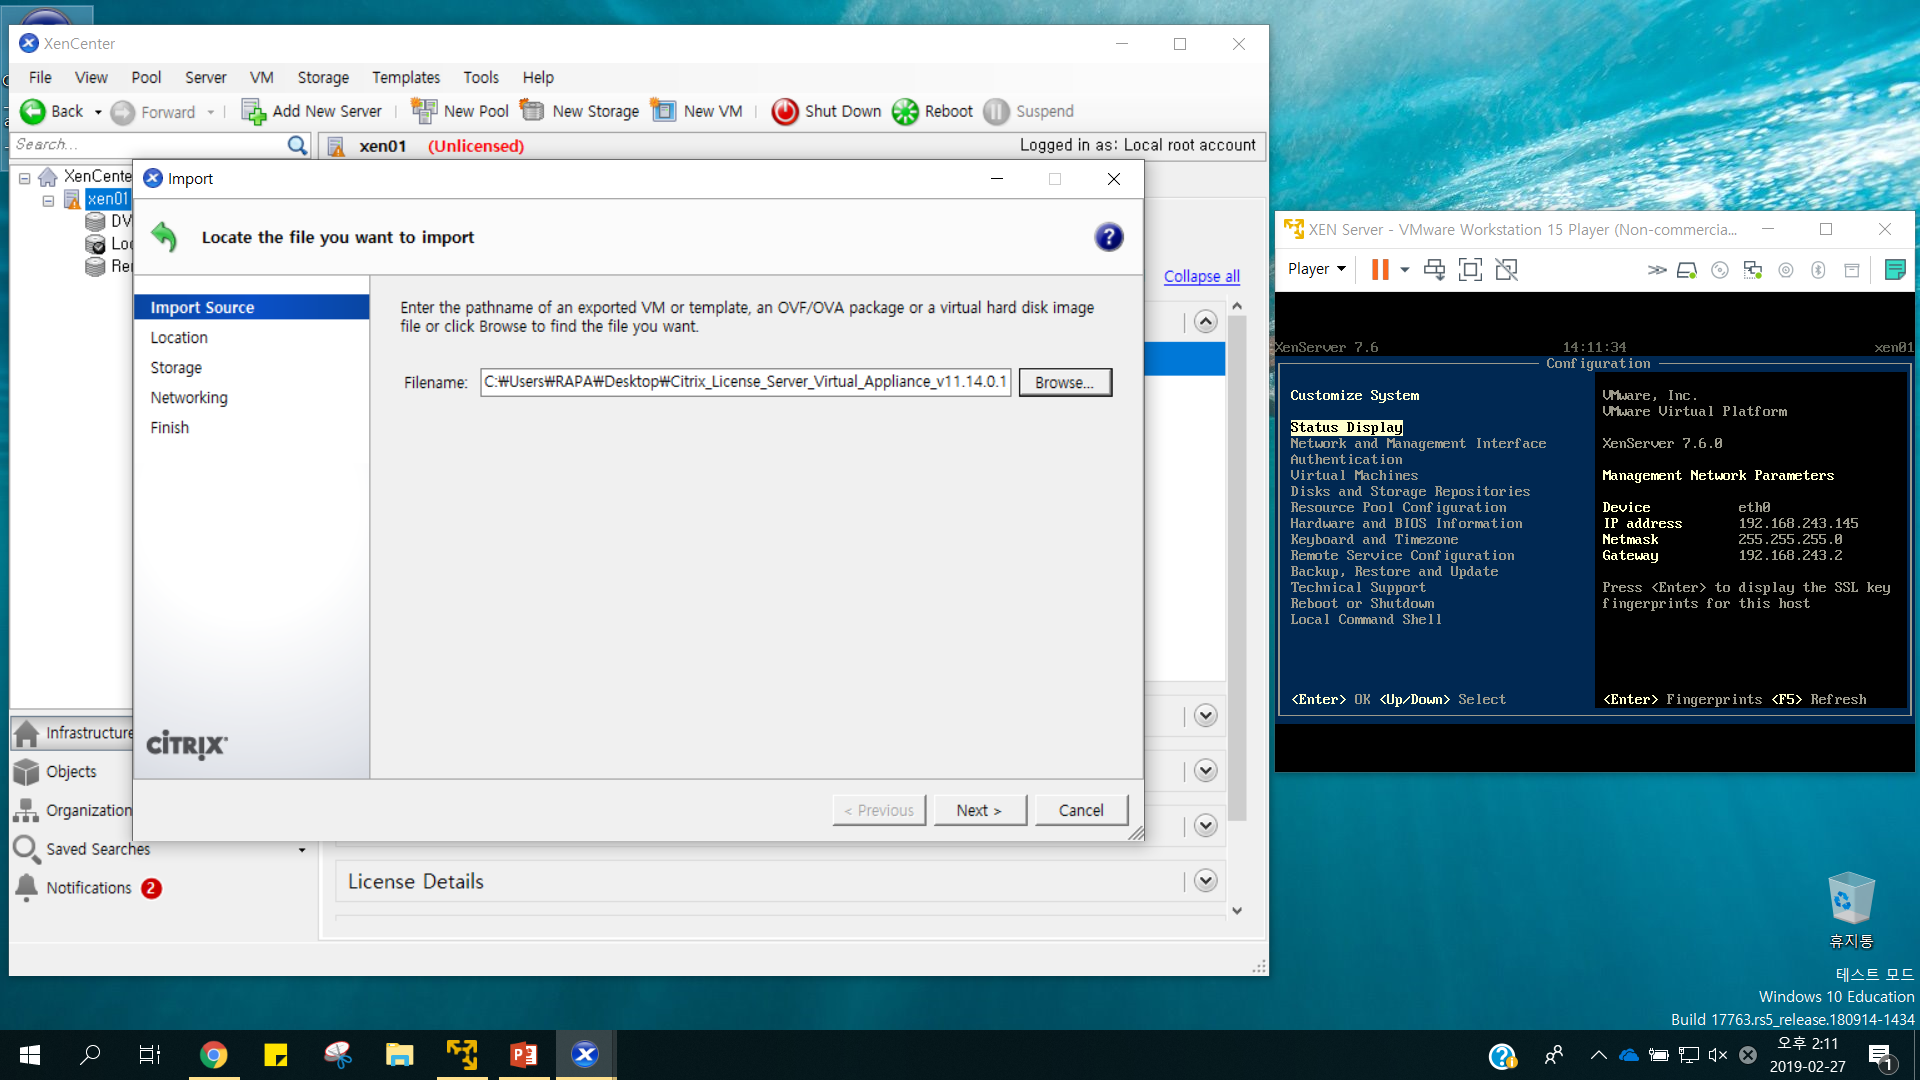 XenCenter
File View Pool Server VM Storage Templates Tools Help
Back Forward Add New Server New Pool New Storage New VM Shut Down Reboot Suspend
Search...
xen01 (Unlicensed)
Logged in as: Local root account
XenCente
xen01
DV
Loc
Re
Import
Locate the file you want to import
Import Source
Location
Storage
Networking
Finish
CİTRIX
Enter the pathname of an exported VM or template, an OVF/OVA package or a virtual hard disk image
file or click Browse to find the file you want.
Filename: C:₩Users₩RAPA₩Desktop₩Citrix_License_Server_Virtual_Appliance_v11.14.0.1 Browse...
< Previous Next > Cancel
Collapse all
Infrastructure
Objects
Organization
Saved Searches
Notifications 2
License Details
XEN Server - VMware Workstation 15 Player (Non-commercia...
Player
XenServer 7.6 14:11:34 xen01
Configuration
Customize System
Status Display
Network and Management Interface
Authentication
Virtual Machines
Disks and Storage Repositories
Resource Pool Configuration
Hardware and BIOS Information
Keyboard and Timezone
Remote Service Configuration
Backup, Restore and Update
Technical Support
Reboot or Shutdown
Local Command Shell
<Enter> OK <Up/Down> Select
VMware, Inc.
VMware Virtual Platform
XenServer 7.6.0
Management Network Parameters
Device eth0
IP address 192.168.243.145
Netmask 255.255.255.0
Gateway 192.168.243.2
Press <Enter> to display the SSL key
fingerprints for this host
<Enter> Fingerprints <F5> Refresh
휴지통
테스트 모드
Windows 10 Education
Build 17763.rs5_release.180914-1434
오후 2:11
2019-02-27
1